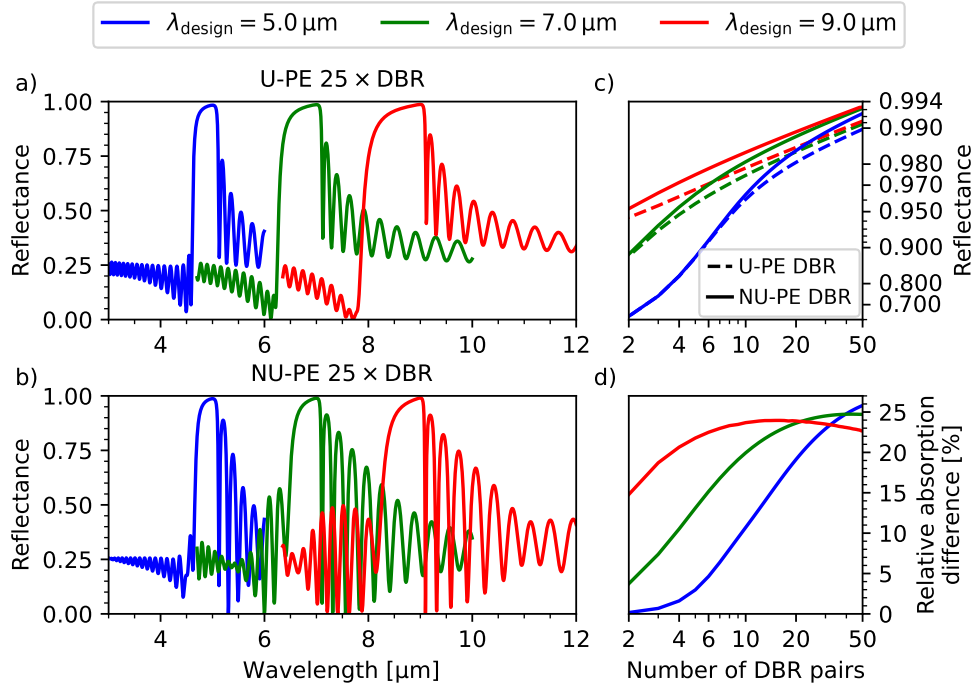 λdesign = 5.0 µm λdesign = 7.0 µm λdesign = 9.0 µm
a) U-PE 25 × DBR
1.00
0.75
0.50
0.25
0.00
Reflectance
4 6 8 10 12
b) NU-PE 25 × DBR
1.00
0.75
0.50
0.25
0.00
Reflectance
4 6 8 10 12
Wavelength [µm]
c)
0.994
0.990
0.980
0.970
0.950
0.900
0.800
0.700
Reflectance
U-PE DBR
NU-PE DBR
2 4 6 10 20 50
d)
25
20
15
10
5
0
Relative absorption
difference [%]
2 4 6 10 20 50
Number of DBR pairs